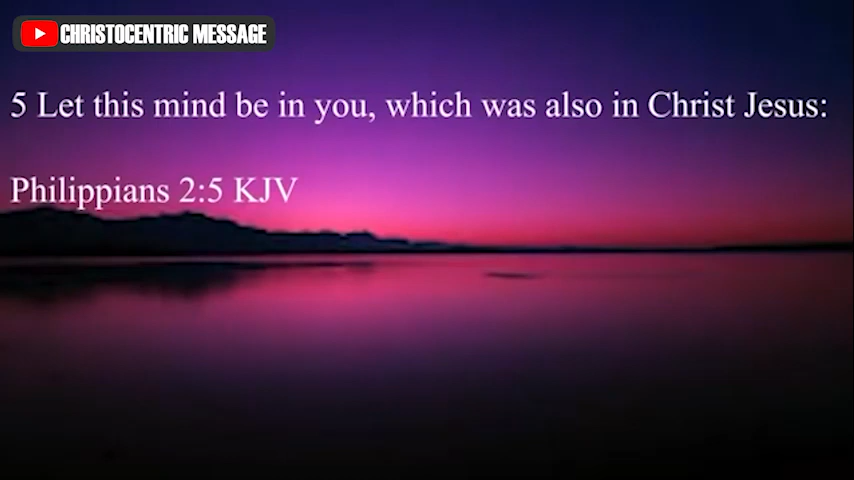 CHRISTOCENTRIC MESSAGE
5 Let this mind be in you, which was also in Christ Jesus:
Philippians 2:5 KJV